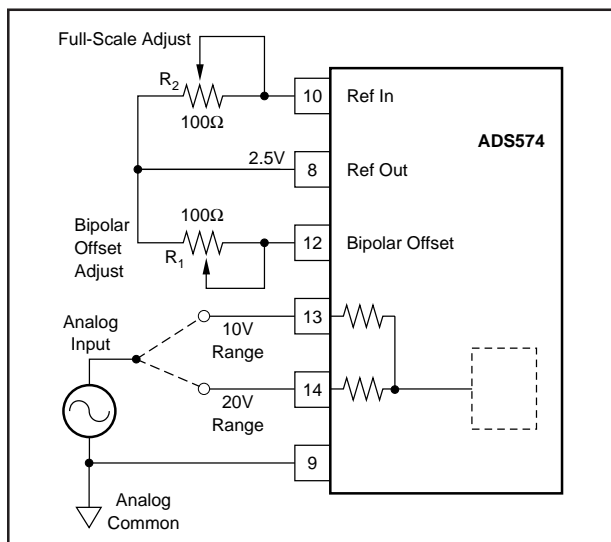 Full-Scale Adjust
R2
100Ω
10
Ref In
ADS574
2.5V
8
Ref Out
100Ω
Bipolar
Offset
Adjust
R1
12
Bipolar Offset
Analog
Input
13
10V
Range
14
20V
Range
9
Analog
Common